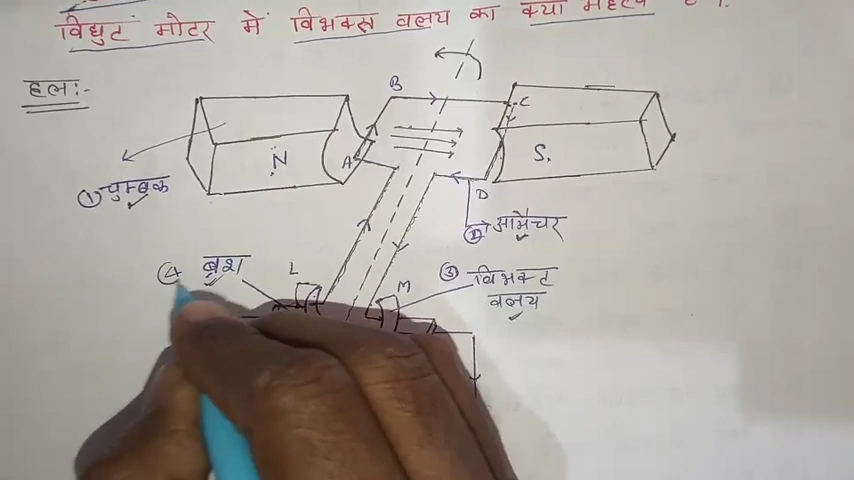 विधुत मोटर में विभक्स वलय का क्या महत्व है ?
हलः-
B
C
N
A
S.
① चुम्बक
D
② आर्मेचर
④ ब्रश
L
M
③ विभक्ट
वलय